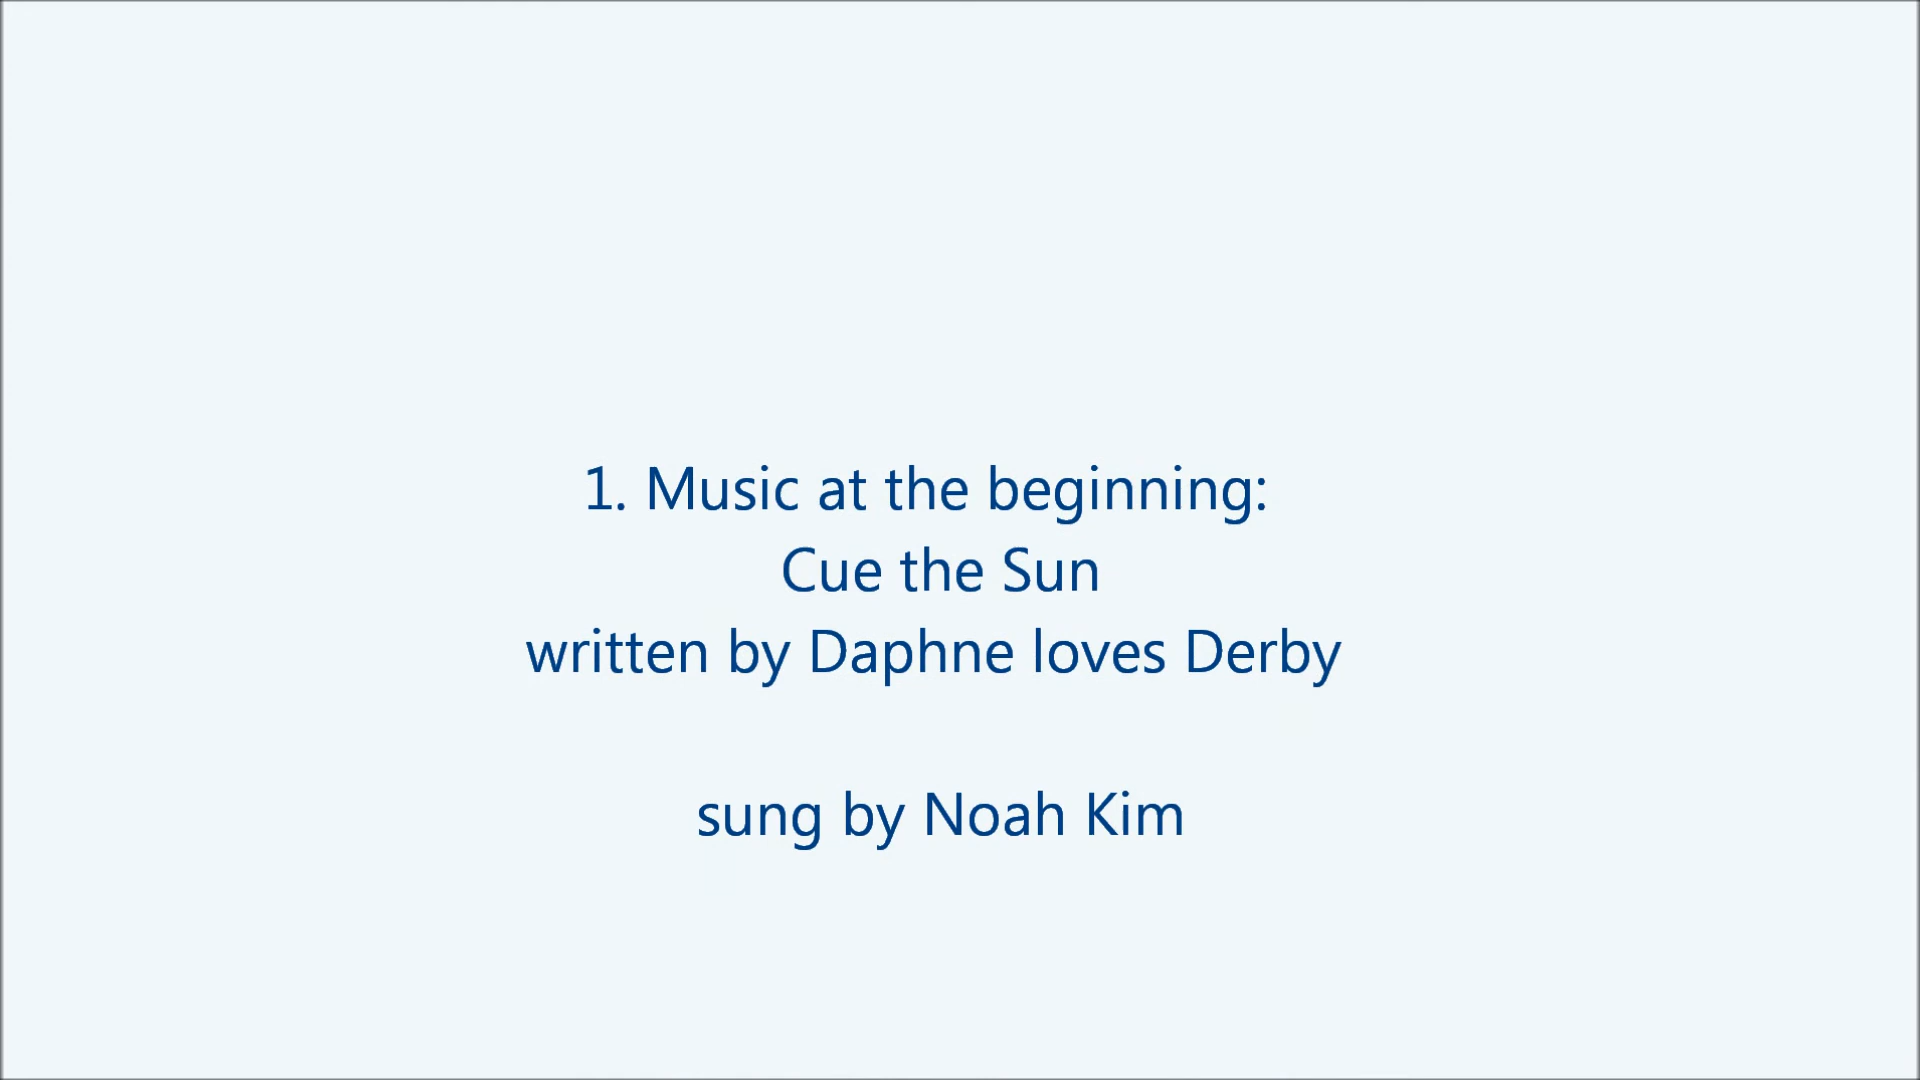 1. Music at the beginning:
Cue the Sun
written by Daphne loves Derby
sung by Noah Kim